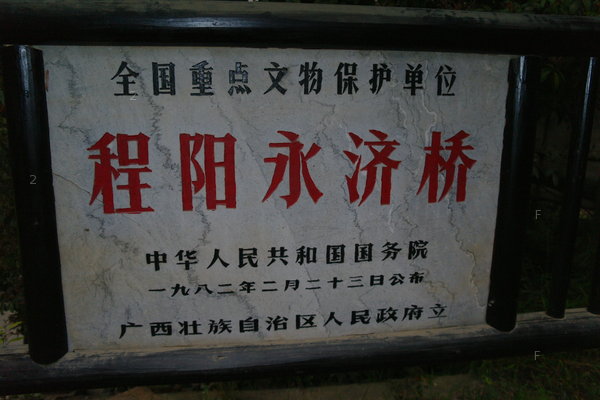 全国重点文物保护单位
程阳永济桥
中华人民共和国国务院
一九八二年二月二十三日公布
广西壮族自治区人民政府立